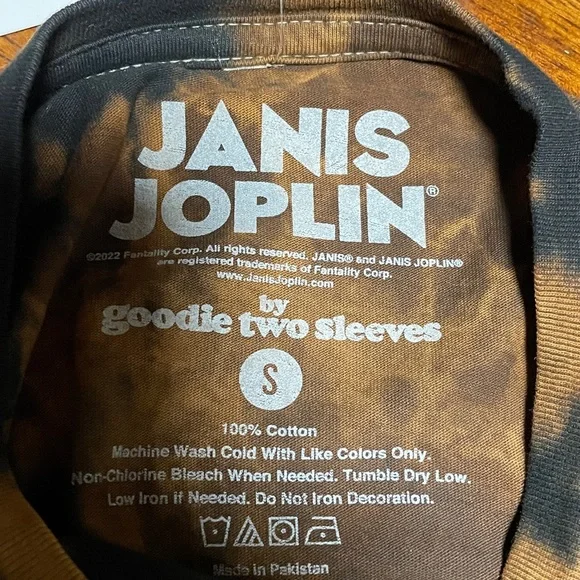 JANIS
JOPLIN®
©2022 Fantality Corp. All rights reserved. JANIS® and JANIS JOPLIN®
are registered trademarks of Fantality Corp.
www.JanisJoplin.com
by
goodie two sleeves
S
100% Cotton
Machine Wash Cold With Like Colors Only.
Non-Chlorine Bleach When Needed. Tumble Dry Low.
Low Iron if Needed. Do Not Iron Decoration.
Made in Pakistan